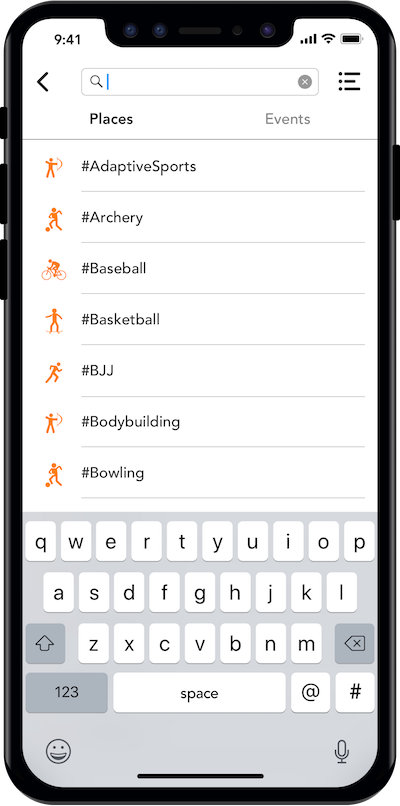 9:41
Places Events
#AdaptiveSports
#Archery
#Baseball
#Basketball
#BJJ
#Bodybuilding
#Bowling
q w e r t y u i o p
a s d f g h j k l
z x c v b n m
123 space @ #